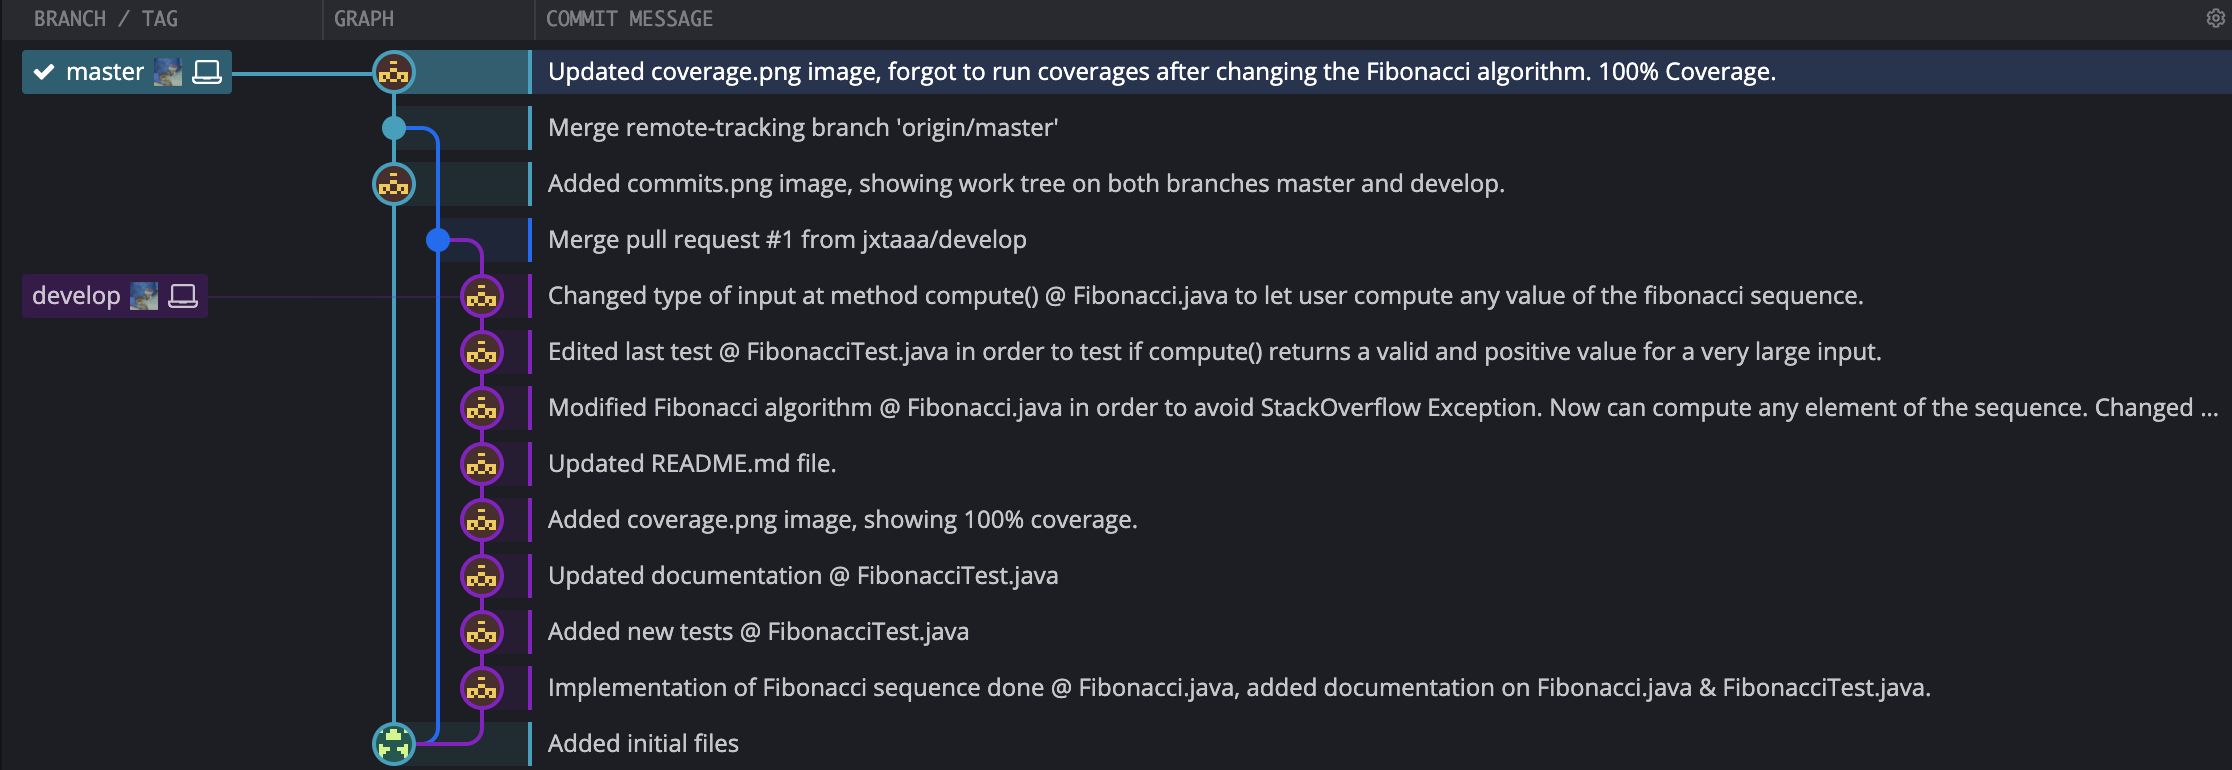 BRANCH / TAG GRAPH COMMIT MESSAGE
master Updated coverage.png image, forgot to run coverages after changing the Fibonacci algorithm. 100% Coverage.
Merge remote-tracking branch 'origin/master'
Added commits.png image, showing work tree on both branches master and develop.
Merge pull request #1 from jxtaaa/develop
develop Changed type of input at method compute() @ Fibonacci.java to let user compute any value of the fibonacci sequence.
Edited last test @ FibonacciTest.java in order to test if compute() returns a valid and positive value for a very large input.
Modified Fibonacci algorithm @ Fibonacci.java in order to avoid StackOverflow Exception. Now can compute any element of the sequence. Changed ...
Updated README.md file.
Added coverage.png image, showing 100% coverage.
Updated documentation @ FibonacciTest.java
Added new tests @ FibonacciTest.java
Implementation of Fibonacci sequence done @ Fibonacci.java, added documentation on Fibonacci.java & FibonacciTest.java.
Added initial files